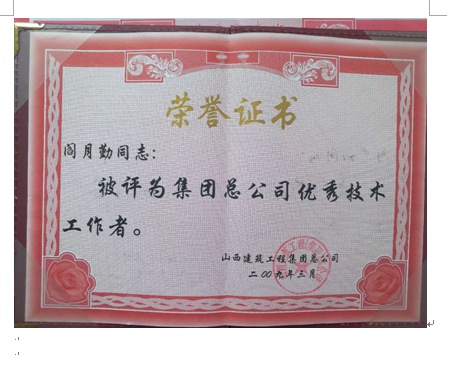 荣誉证书
阎月勤同志:
被评为集团总公司优秀技术
工作者。
山西建筑工程集团总公司
二00九年三月